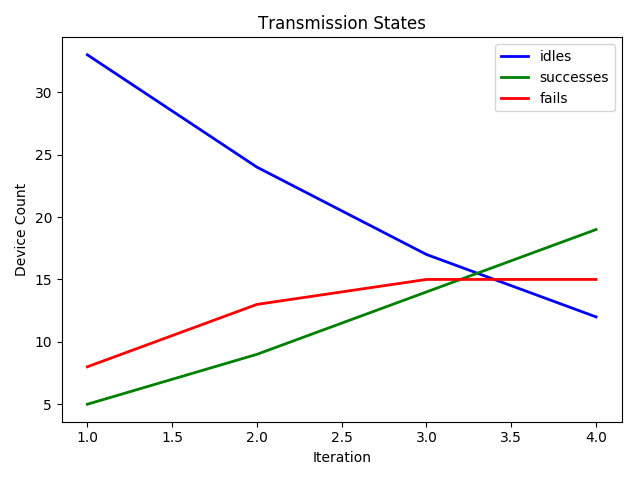 Transmission States
idles
successes
fails
Device Count
30
25
20
15
10
5
1.0 1.5 2.0 2.5 3.0 3.5 4.0
Iteration